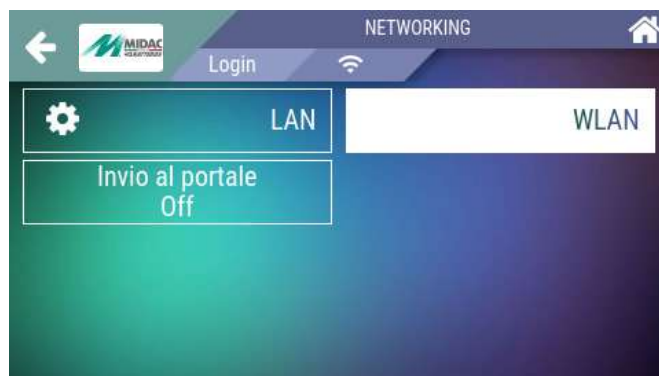 NETWORKING
MIDAC
Login
LAN
WLAN
Invio al portale
Off